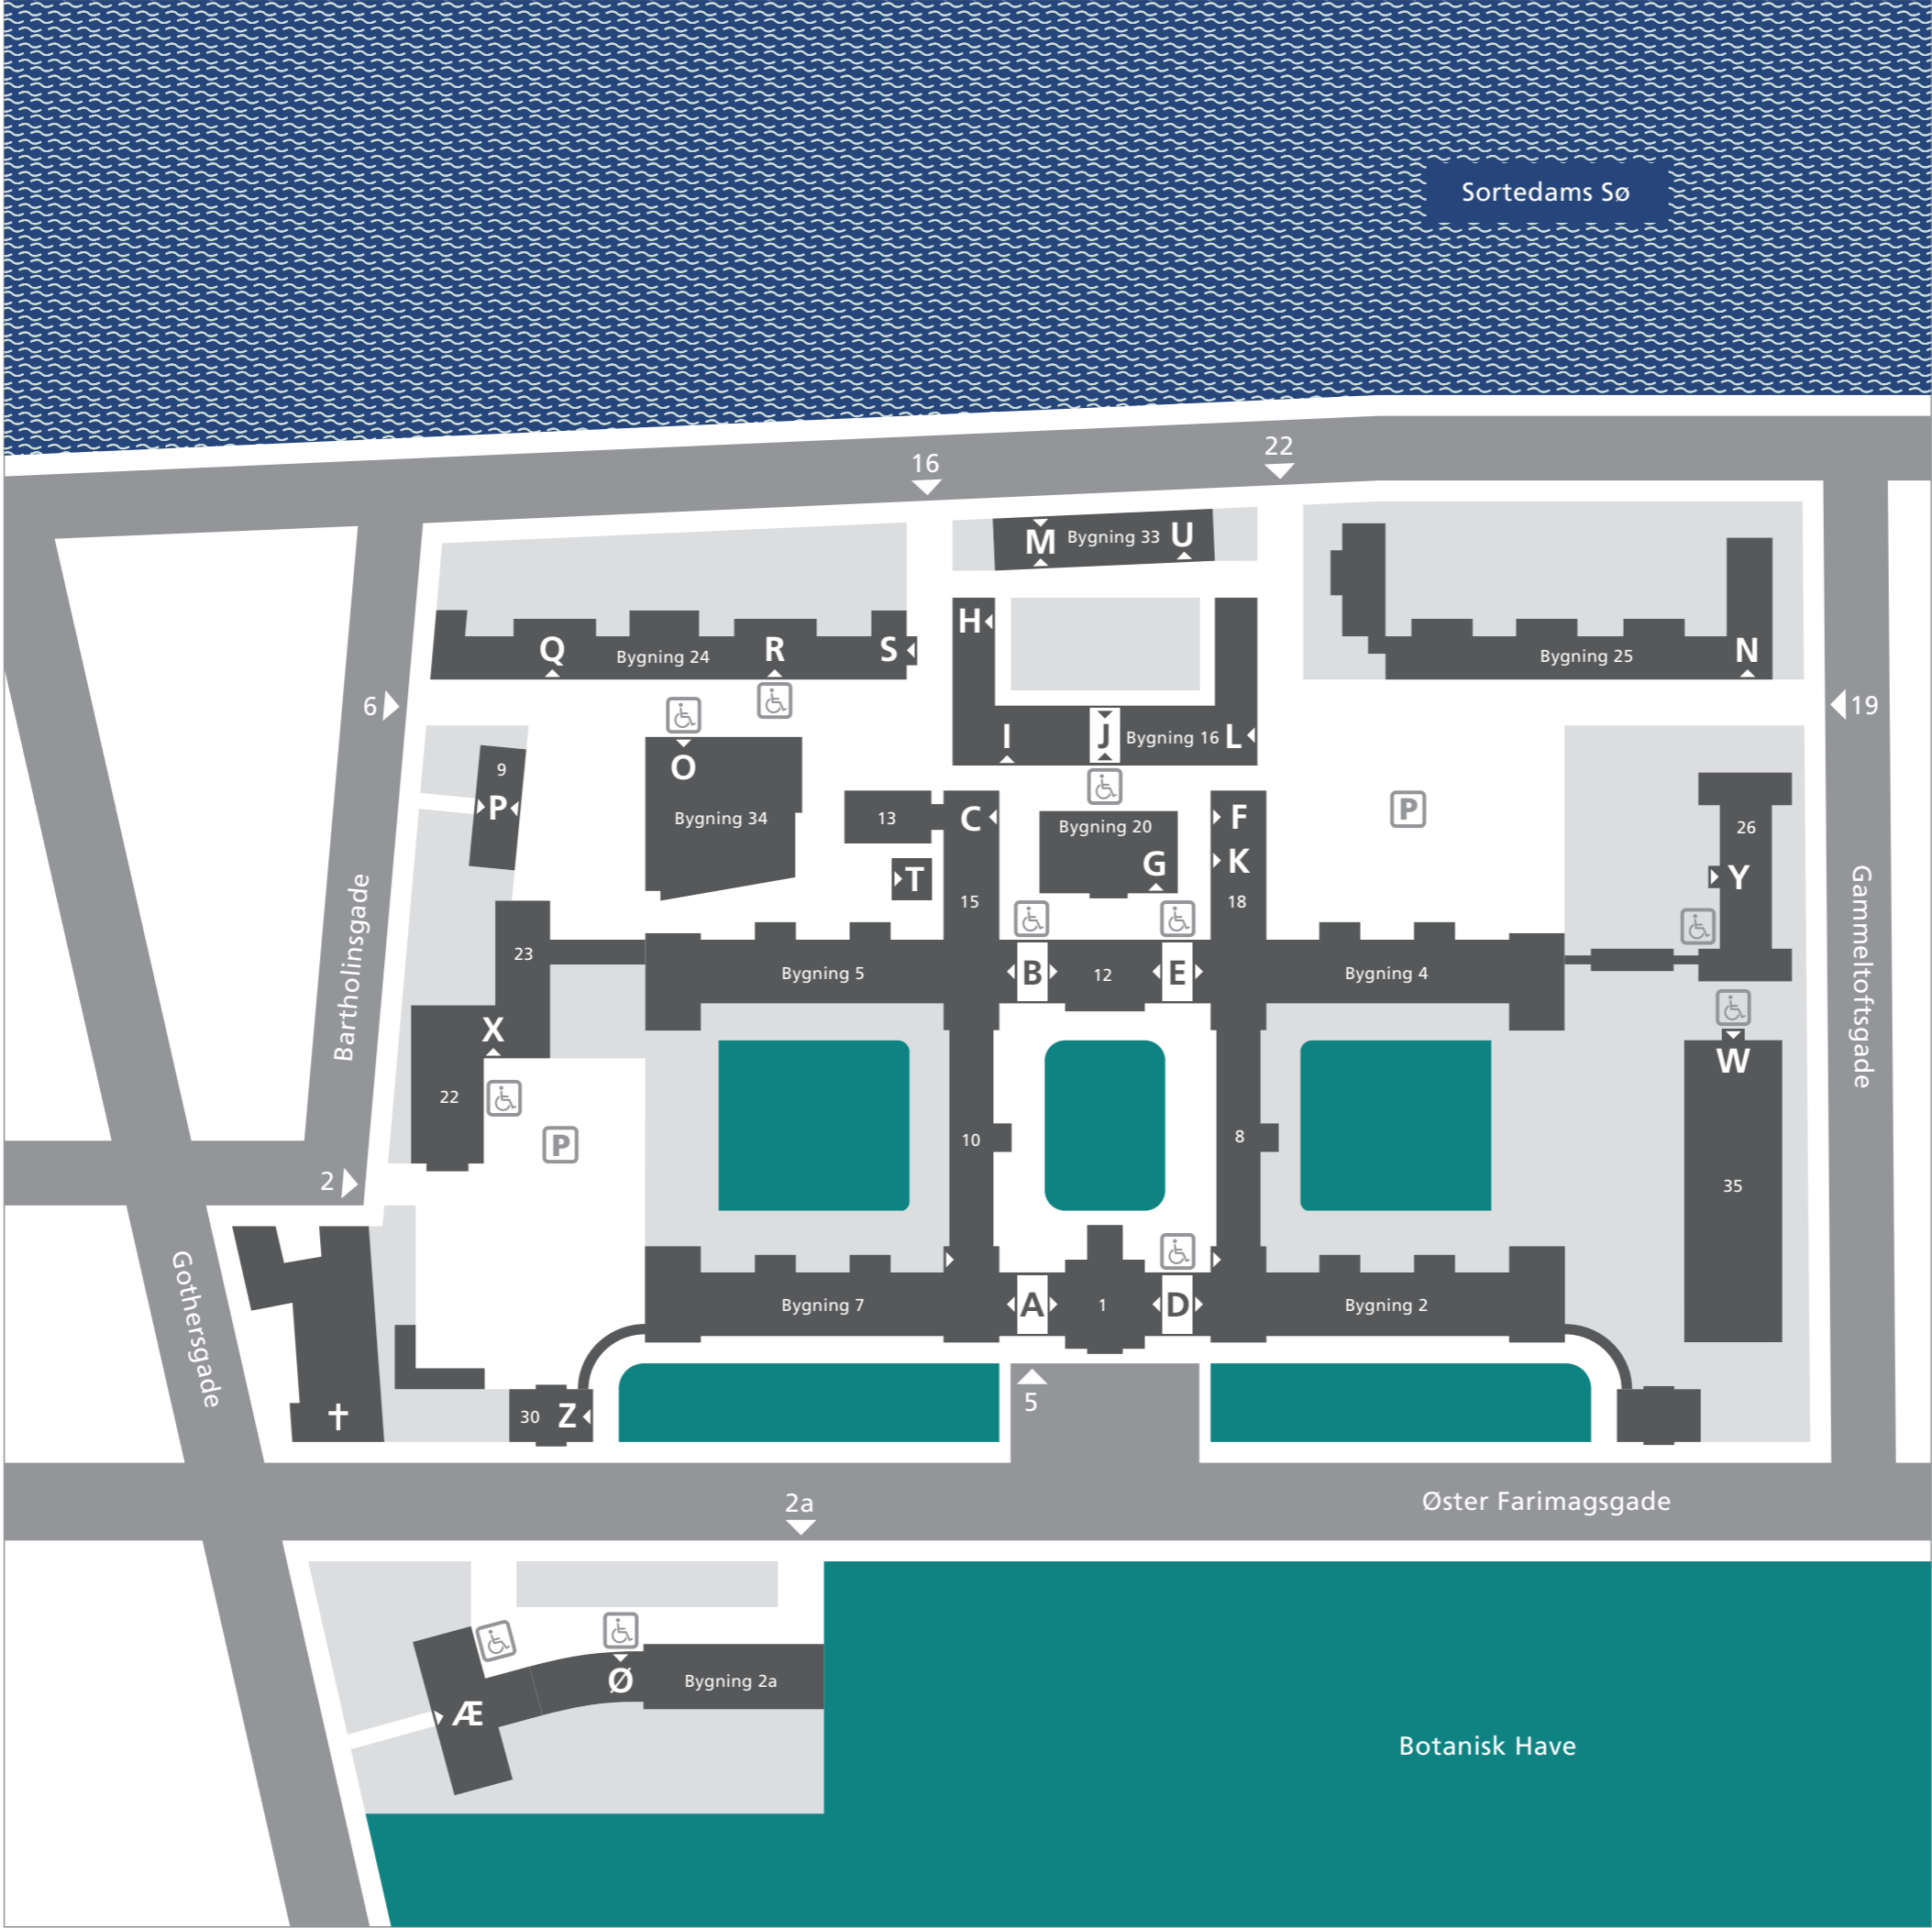 Sortedams Sø
22
16
M Bygning 33 U
H
Q Bygning 24 R S
Bygning 25 N
6
19
I J Bygning 16 L
O
9
P
Bygning 34
13
C
Bygning 20
G
F
K
P
26
Y
T
15
18
23
Bygning 5
B 12 E
Bygning 4
Bartholinsgade
Gammeltoftsgade
X
W
22
P
10
8
2
35
Gothersgade
Bygning 7
A 1 D
Bygning 2
5
30 Z
2a
Øster Farimagsgade
Ø Bygning 2a
Æ
Botanisk Have